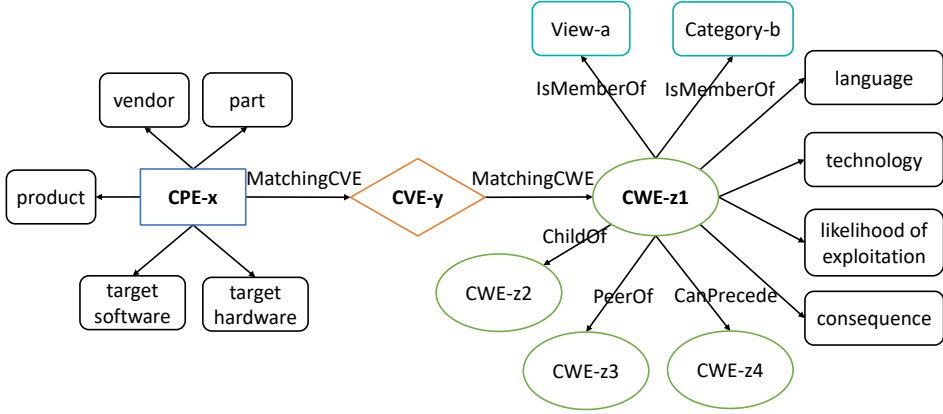 View-a
Category-b
IsMemberOf
IsMemberOf
language
vendor
part
technology
MatchingCVE
MatchingCWE
product
CPE-x
CVE-y
CWE-z1
likelihood of
exploitation
ChildOf
target
software
target
hardware
CWE-z2
PeerOf
CanPrecede
consequence
CWE-z3
CWE-z4